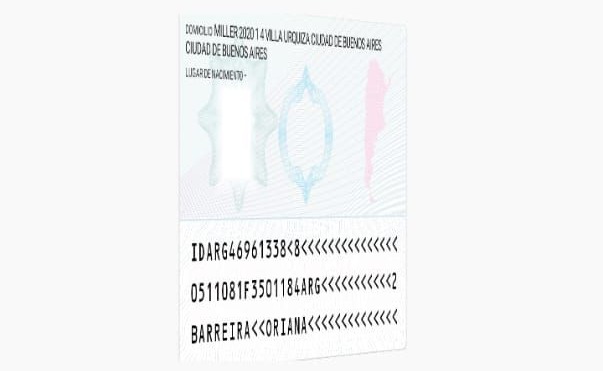 DOMICILIO MILLER 2020 1 4 VILLA URQUIZA CIUDAD DE BUENOS AIRES
CIUDAD DE BUENOS AIRES
LUGAR DE NACIMIENTO -
IDARG46961338<8<<<<<<<<<<<<<<<
0511081F3501184ARG<<<<<<<<<<<2
BARREIRA<<ORIANA<<<<<<<<<<<<<<